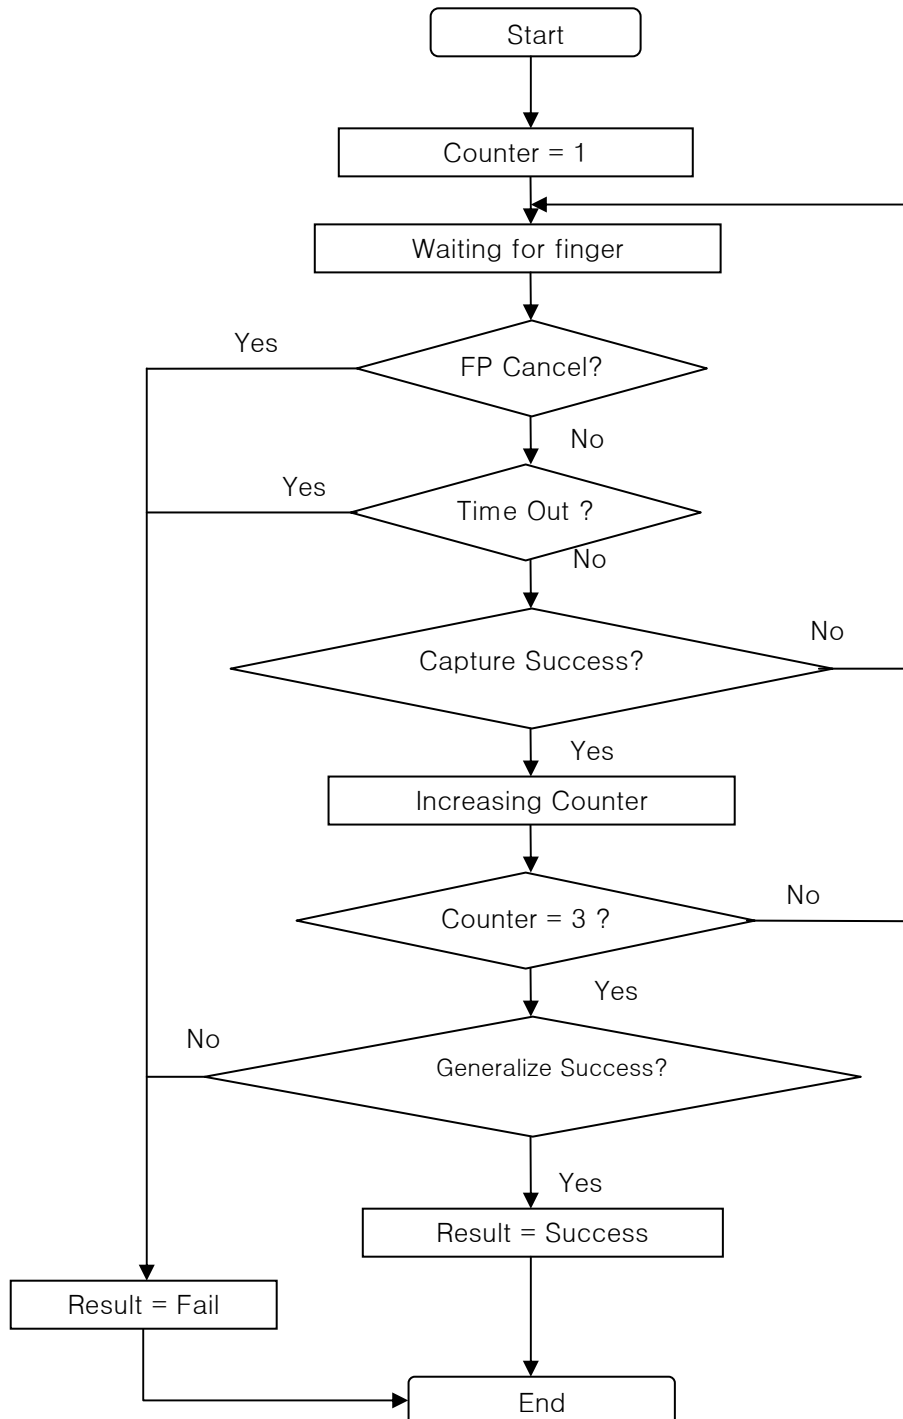 Start
Counter = 1
Waiting for finger
Yes
FP Cancel?
No
Yes
Time Out ?
No
No
Capture Success?
Yes
Increasing Counter
No
Counter = 3 ?
Yes
No
Generalize Success?
Yes
Result = Success
Result = Fail
End